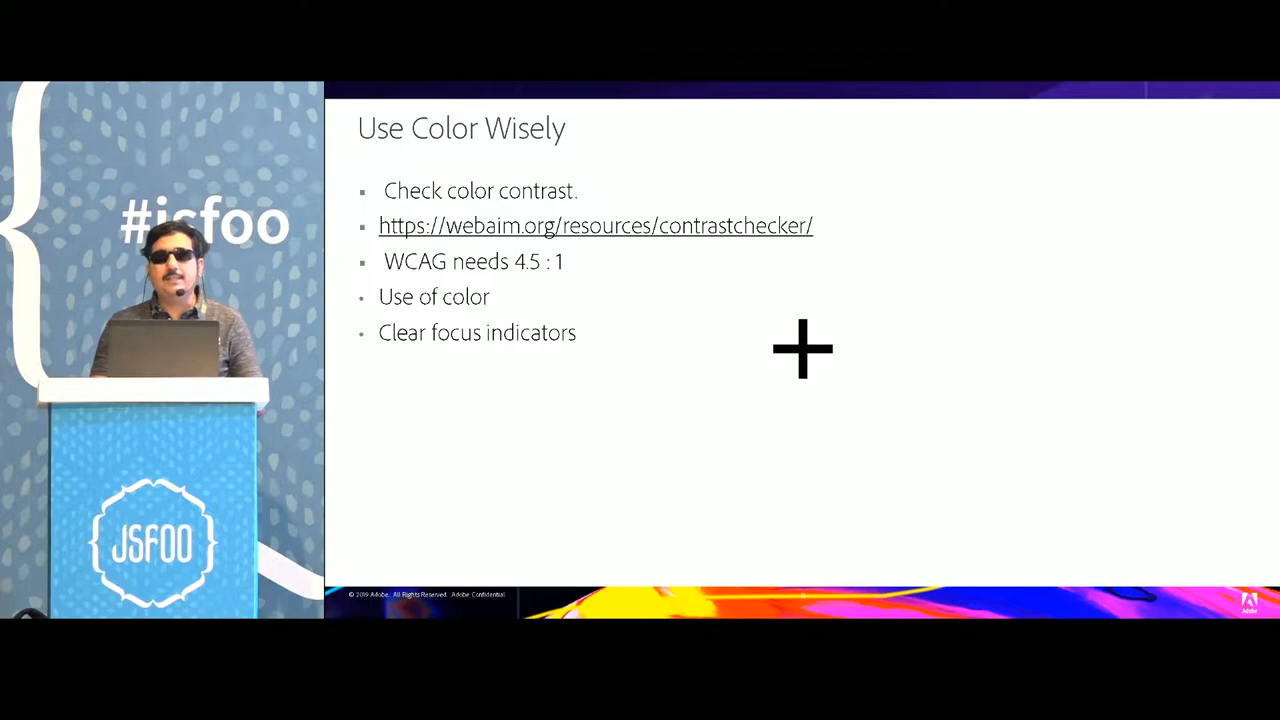 #jsfoo
JSFOO
Use Color Wisely
Check color contrast.
https://webaim.org/resources/contrastchecker/
WCAG needs 4.5 : 1
Use of color
Clear focus indicators
© 2019 Adobe. All Rights Reserved. Adobe Confidential.
Adobe